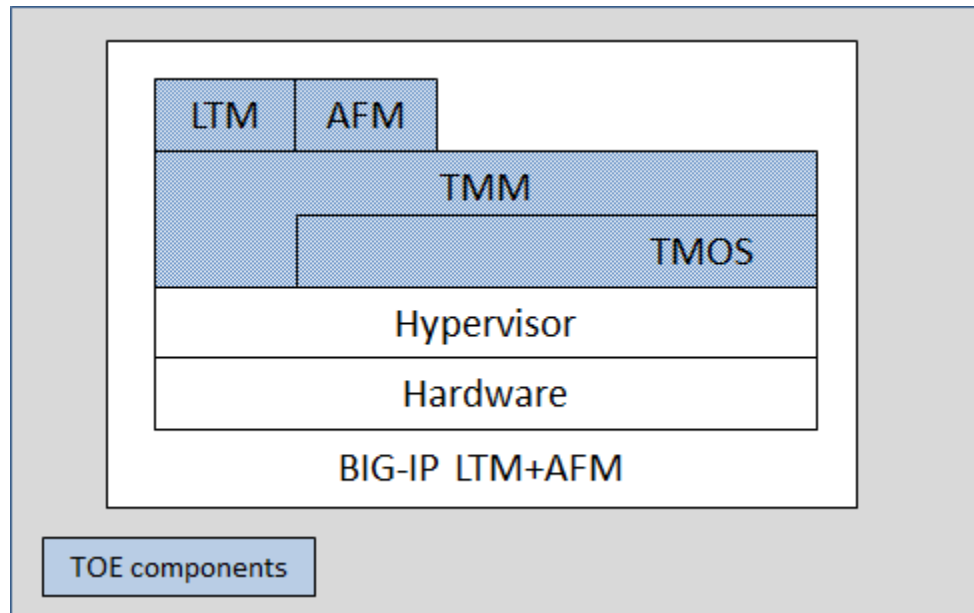 LTM AFM
TMM
TMOS
Hypervisor
Hardware
BIG-IP LTM+AFM
TOE components